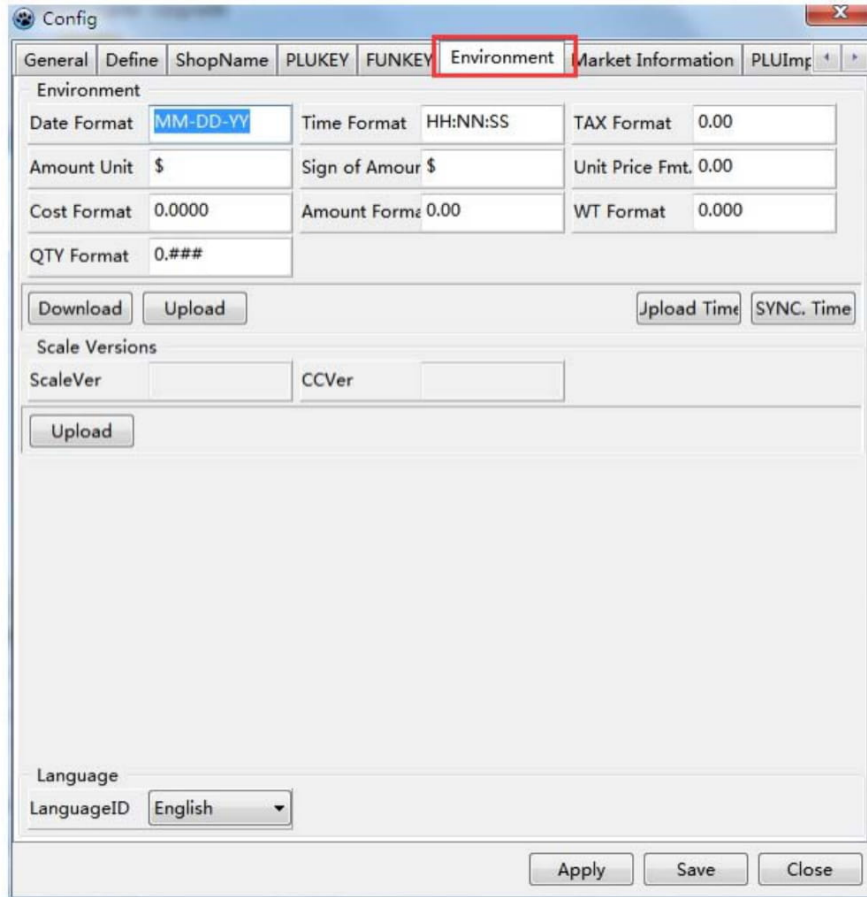 Config
General Define ShopName PLUKEY FUNKEY Environment Market Information PLUImp
Environment
Date Format MM-DD-YY Time Format HH:NN:SS TAX Format 0.00
Amount Unit $ Sign of Amour $ Unit Price Fmt. 0.00
Cost Format 0.0000 Amount Forma 0.00 WT Format 0.000
QTY Format 0.###
Download Upload Jpload Time SYNC. Time
Scale Versions
ScaleVer CCVer
Upload
Language
LanguageID English
Apply Save Close